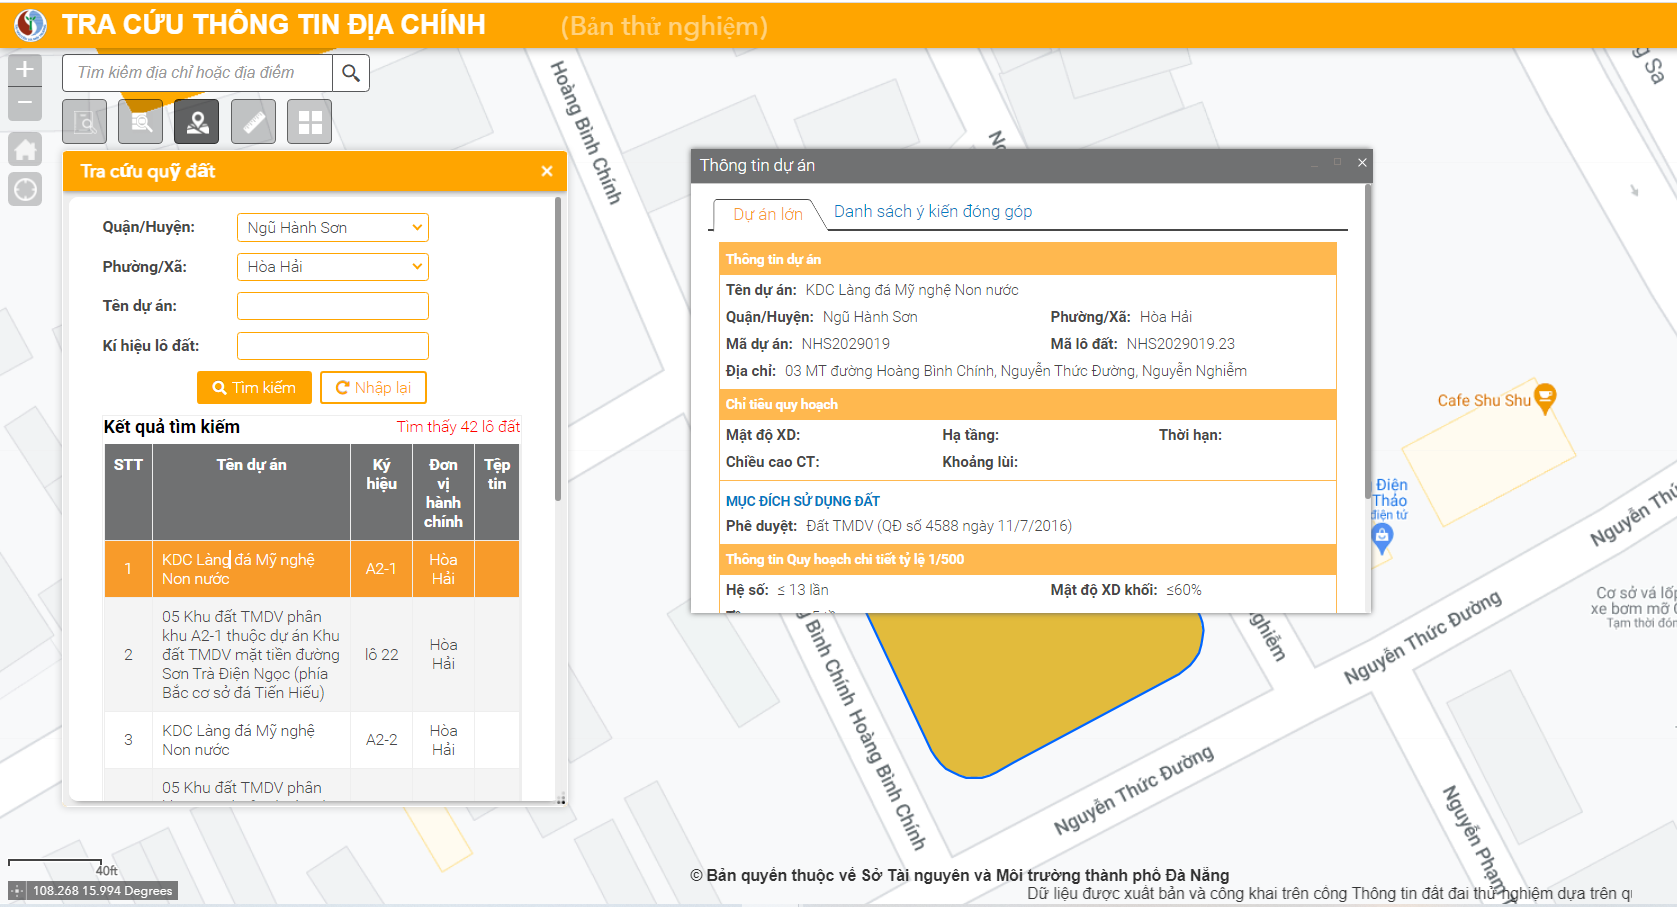 TRA CỨU THÔNG TIN ĐỊA CHÍNH
(Bản thử nghiệm)
Tìm kiếm địa chỉ hoặc địa điểm
Tra cứu quỹ đất
Quận/Huyện:
Ngũ Hành Sơn
Phường/Xã:
Hòa Hải
Tên dự án:
Kí hiệu lô đất:
Tìm kiếm
Nhập lại
Kết quả tìm kiếm
Tìm thấy 42 lô đất
STT
Tên dự án
Ký hiệu
Đơn vị hành chính
Tệp tin
1
KDC Làng đá Mỹ nghệ
Non nước
A2-1
Hòa
Hải
2
05 Khu đất TMDV phân
khu A2-1 thuộc dự án Khu
đất TMDV mặt tiền đường
Sơn Trà Điện Ngọc (phía
Bắc cơ sở đá Tiến Hiếu)
lô 22
Hòa
Hải
3
KDC Làng đá Mỹ nghệ
Non nước
A2-2
Hòa
Hải
05 Khu đất TMDV phân
Thông tin dự án
Dự án lớn
Danh sách ý kiến đóng góp
Thông tin dự án
Tên dự án: KDC Làng đá Mỹ nghệ Non nước
Quận/Huyện: Ngũ Hành Sơn
Phường/Xã: Hòa Hải
Mã dự án: NHS2029019
Mã lô đất: NHS2029019.23
Địa chỉ: 03 MT đường Hoàng Bình Chính, Nguyễn Thức Đường, Nguyễn Nghiễm
Chỉ tiêu quy hoạch
Mật độ XD:
Hạ tầng:
Thời hạn:
Chiều cao CT:
Khoảng lùi:
MỤC ĐÍCH SỬ DỤNG ĐẤT
Phê duyệt: Đất TMDV (QĐ số 4588 ngày 11/7/2016)
Thông tin Quy hoạch chi tiết tỷ lệ 1/500
Hệ số: ≤ 13 lần
Mật độ XD khối: ≤60%
Hoàng Bình Chính
g Sa
Cafe Shu Shu
Điện
Thảo
điện tử
Nguyễn Thứ
Cơ sở vá lốp
xe bơm mỡ
Tạm thời đón
Nguyễn Thức Đường
ghiễm
g Bình Chính
Hoàng Bình Chính
Nguyễn Thức Đường
Nguyễn Phạm
40ft
108.268 15.994 Degrees
© Bản quyền thuộc về Sở Tài nguyên và Môi trường thành phố Đà Nẵng
Dữ liệu được xuất bản và công khai trên cổng Thông tin đất đai thử nghiệm dựa trên q